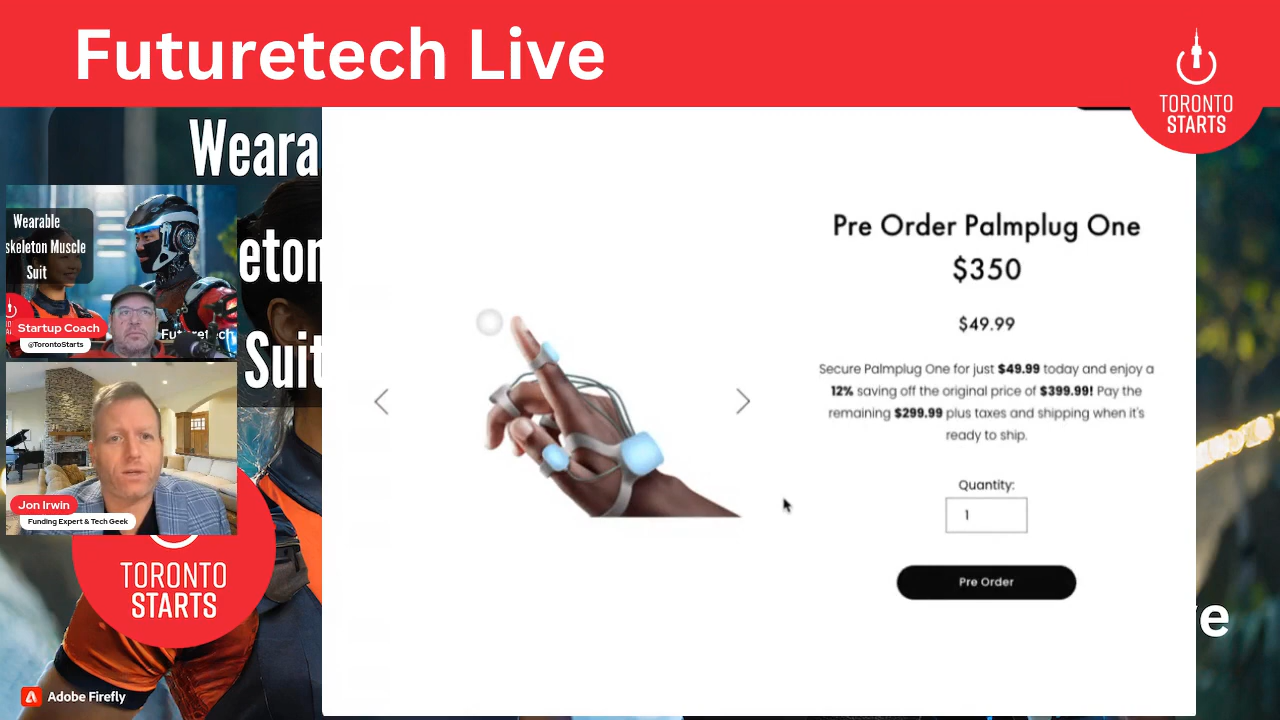 Futuretech Live
TORONTO
STARTS
Weara
eton
Suit
Wearable
skeleton Muscle
Suit
Startup Coach
@TorontoStarts
Jon Irwin
Funding Expert & Tech Geek
TORONTO
STARTS
Adobe Firefly
Pre Order Palmplug One
$350
$49.99
Secure Palmplug One for just $49.99 today and enjoy a
12% saving off the original price of $399.99! Pay the
remaining $299.99 plus taxes and shipping when it's
ready to ship.
Quantity:
1
Pre Order